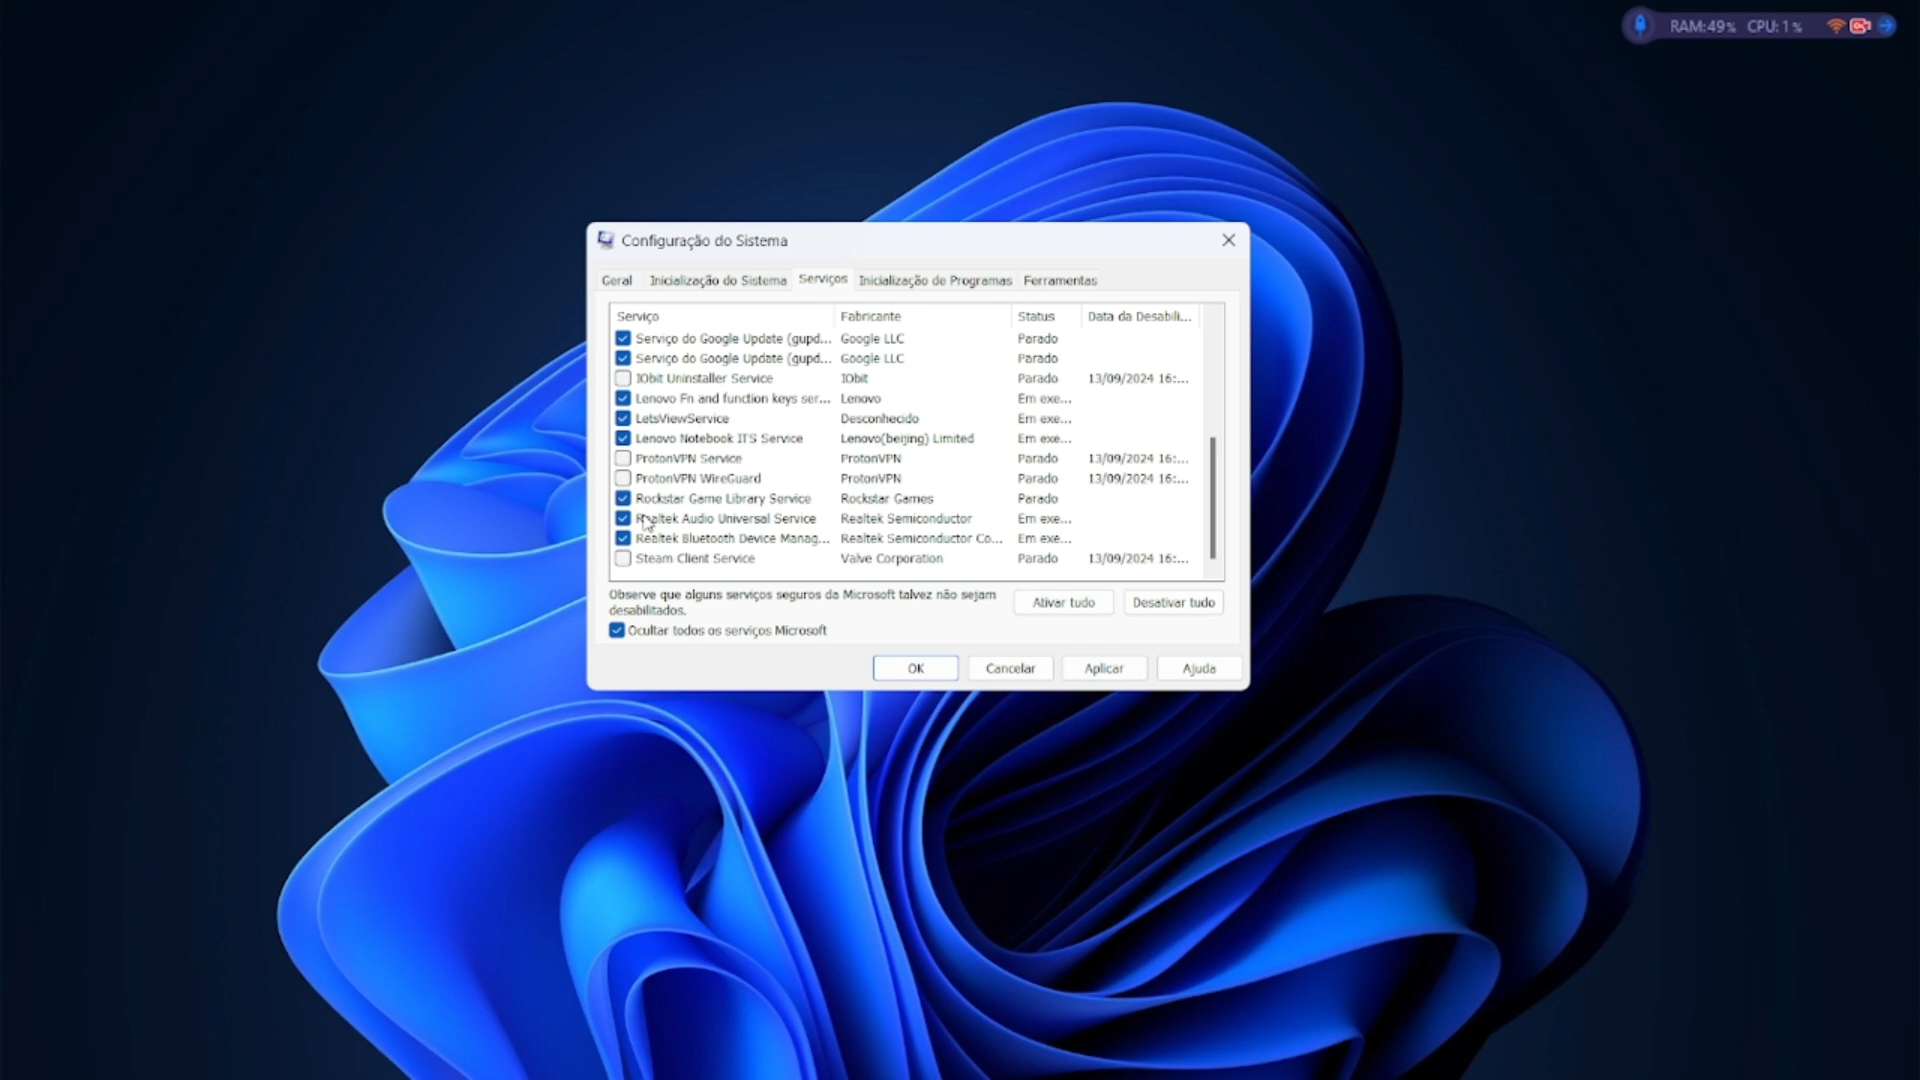 RAM:49% CPU:1%
Configuração do Sistema
Geral Inicialização do Sistema Serviços Inicialização de Programas Ferramentas
Serviço Fabricante Status Data da Desabili...
Serviço do Google Update (gupd... Google LLC Parado
Serviço do Google Update (gupd... Google LLC Parado
IObit Uninstaller Service IObit Parado 13/09/2024 16:...
Lenovo Fn and function keys ser... Lenovo Em exe...
LetsViewService Desconhecido Em exe...
Lenovo Notebook ITS Service Lenovo(beijing) Limited Em exe...
ProtonVPN Service ProtonVPN Parado 13/09/2024 16:...
ProtonVPN WireGuard ProtonVPN Parado 13/09/2024 16:...
Rockstar Game Library Service Rockstar Games Parado
Realtek Audio Universal Service Realtek Semiconductor Em exe...
Realtek Bluetooth Device Manag... Realtek Semiconductor Co... Em exe...
Steam Client Service Valve Corporation Parado 13/09/2024 16:...
Observe que alguns serviços seguros da Microsoft talvez não sejam
desabilitados.
Ativar tudo Desativar tudo
Ocultar todos os serviços Microsoft
OK Cancelar Aplicar Ajuda